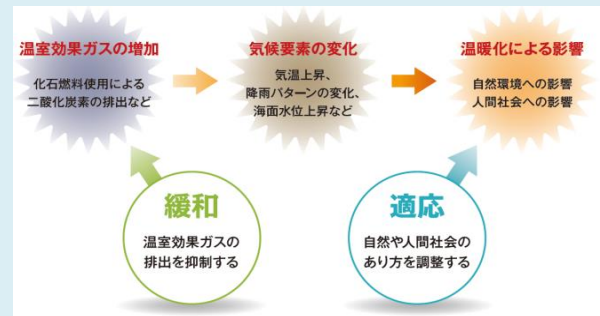 温室効果ガスの増加
化石燃料使用による
二酸化炭素の排出など
気候要素の変化
気温上昇、
降雨パターンの変化、
海面水位上昇など
温暖化による影響
自然環境への影響
人間社会への影響
緩和
温室効果ガスの
排出を抑制する
適応
自然や人間社会の
あり方を調整する